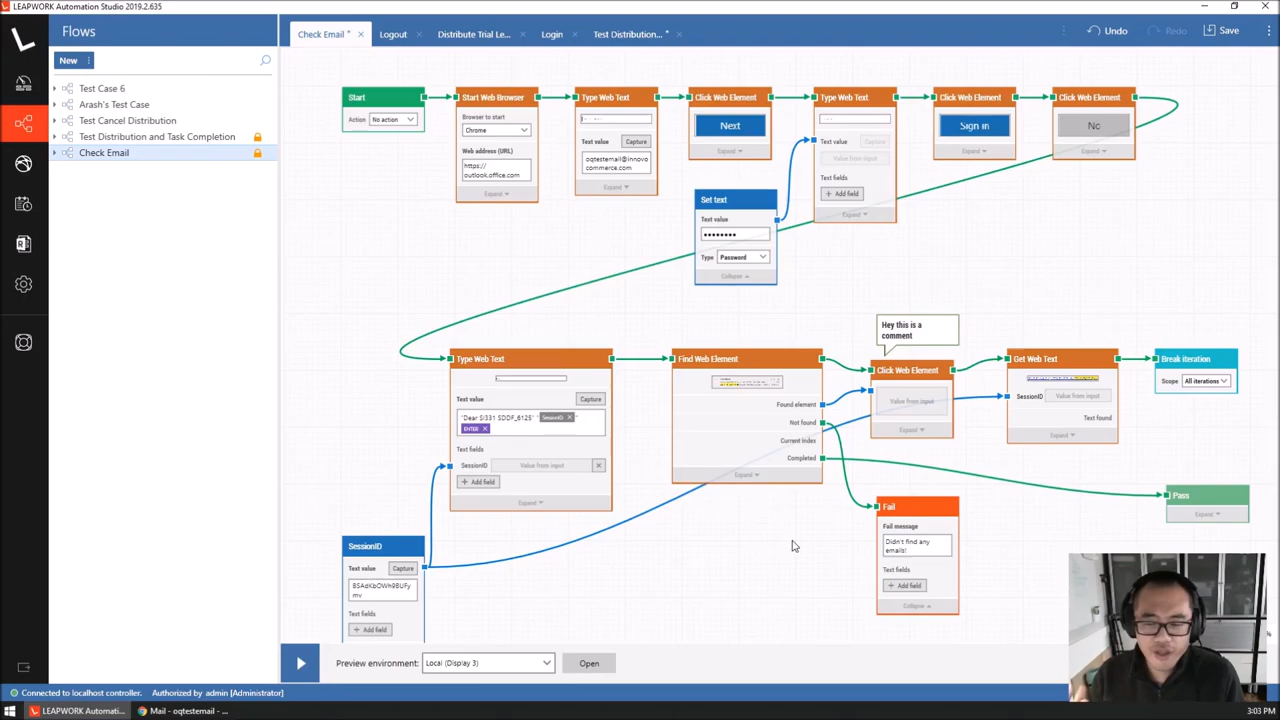 LEAPWORK Automation Studio 2019.2.635
Flows
Check Email *
Logout
Distribute Trial Le...
Login
Test Distribution... *
Undo
Redo
Save
New
Test Case 6
Arash's Test Case
Test Cancel Distribution
Test Distribution and Task Completion
Check Email
Start
Action
No action
Start Web Browser
Browser to start
Chrome
Web address (URL)
https://
outlook.office.com
Expand
Type Web Text
Text value
Capture
oqtestemail@innovo
commerce.com
Expand
Click Web Element
Next
Expand
Type Web Text
Text value
Capture
Value from input
Text fields
+ Add field
Expand
Click Web Element
Sign in
Expand
Click Web Element
No
Expand
Set text
Text value
••••••••
Type
Password
Collapse
Type Web Text
Text value
Capture
"Dear SI331 SDDF_6125" SessionID "
ENTER
Text fields
SessionID
Value from input
+ Add field
Expand
Find Web Element
Found element
Not found
Current index
Completed
Expand
Hey this is a
comment
Click Web Element
Value from input
Expand
Get Web Text
SessionID
Value from input
Text found
Expand
Break iteration
Scope
All iterations
Pass
Expand
Fail
Fail message
Didn't find any
emails!
Text fields
+ Add field
Collapse
SessionID
Text value
Capture
BSAdKbOWh9BUFy
mv
Text fields
+ Add field
Preview environment:
Local (Display 3)
Open
Connected to localhost controller.
Authorized by admin [Administrator]
LEAPWORK Automati...
Mail - oqtestemail - ...
3:03 PM